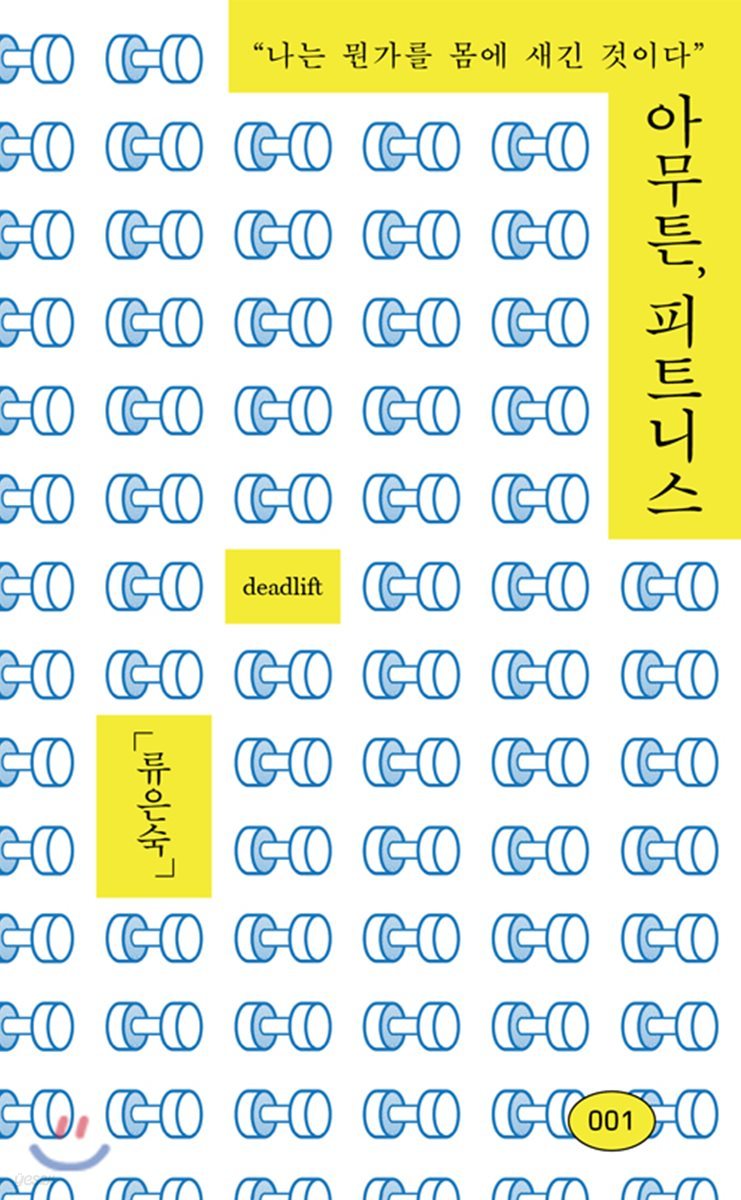 “나는 뭔가를 몸에 새긴 것이다”
아무튼, 피트니스
deadlift
「류은숙」
001